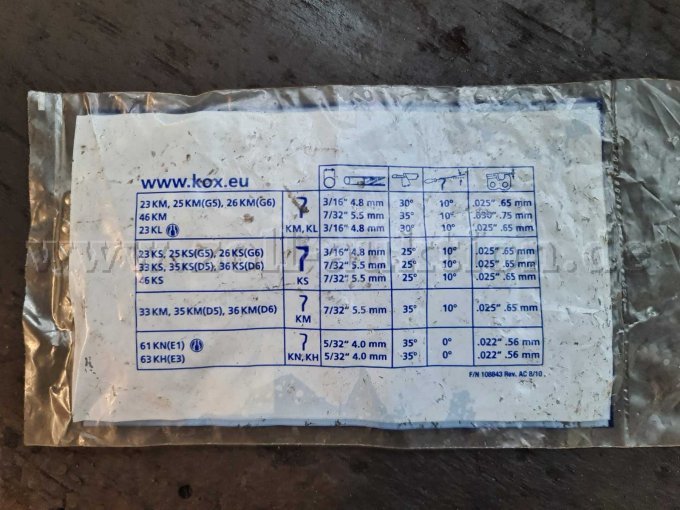 www.kox.eu
23 KM, 25 KM(G5), 26 KM(G6) 3/16“ 4.8 mm 30° 10° .025“ .65 mm
46 KM 7/32“ 5.5 mm 35° 10° .030“ .75 mm
23 KL KM, KL 3/16“ 4.8 mm 30° 10° .025“ .65 mm
23 KS, 25 KS(G5), 26 KS(G6) 3/16“ 4.8 mm 25° 10° .025“ .65 mm
33 KS, 35 KS(D5), 36 KS(D6) 7/32“ 5.5 mm 25° 10° .025“ .65 mm
46 KS KS 7/32“ 5.5 mm 25° 10° .025“ .65 mm
33 KM, 35 KM(D5), 36 KM(D6) KM 7/32“ 5.5 mm 35° 10° .025“ .65 mm
61 KN(E1) 5/32“ 4.0 mm 35° 0° .022“ .56 mm
63 KH(E3) KN, KH 5/32“ 4.0 mm 35° 0° .022“ .56 mm
F/N 108943 Rev. AC 8/10